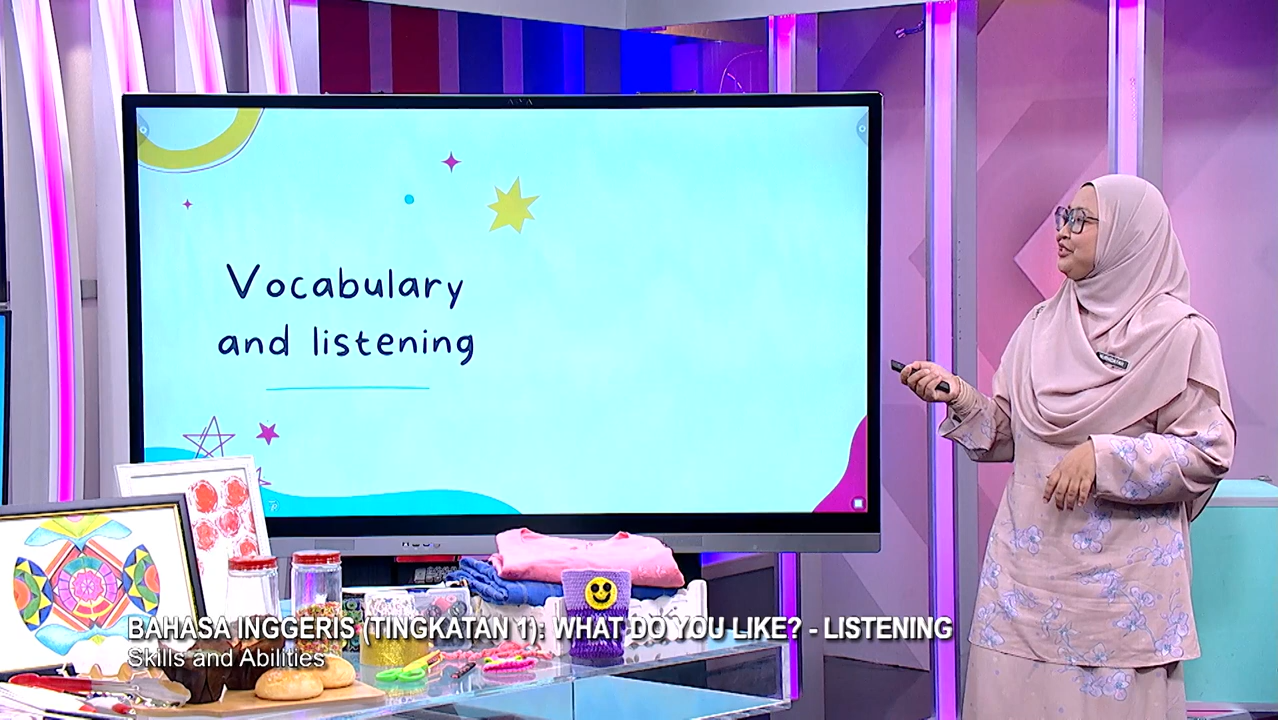 Vocabulary
and listening
BAHASA INGGERIS (TINGKATAN 1): WHAT DO YOU LIKE? - LISTENING
Skills and Abilities